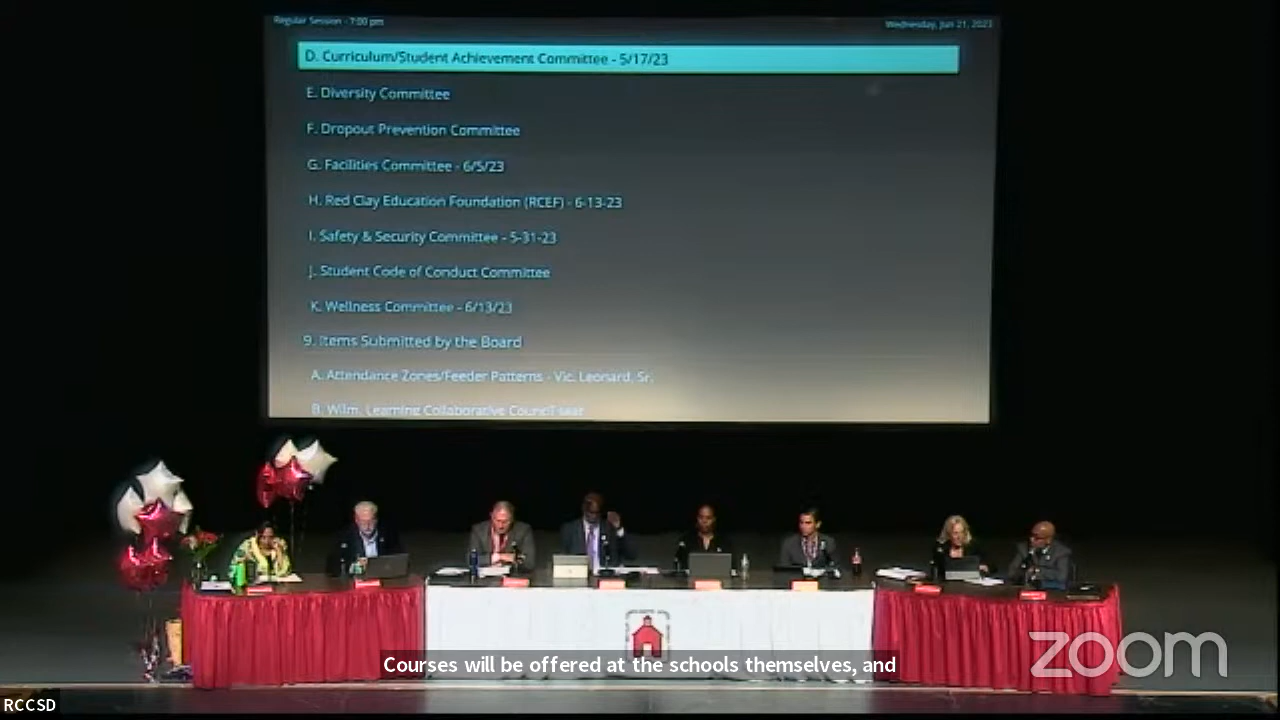 Regular Session - 7:00 pm
Wednesday, Jun 21, 2023
D. Curriculum/Student Achievement Committee - 5/17/23
E. Diversity Committee
F. Dropout Prevention Committee
G. Facilities Committee - 6/5/23
H. Red Clay Education Foundation (RCEF) - 6-13-23
I. Safety & Security Committee - 5-31-23
J. Student Code of Conduct Committee
K. Wellness Committee - 6/13/23
9. Items Submitted by the Board
A. Attendance Zones/Feeder Patterns - Vic. Leonard, Sr.
B. Wilm. Learning Collaborative Council seat
Courses will be offered at the schools themselves, and
zoom
RCCSD